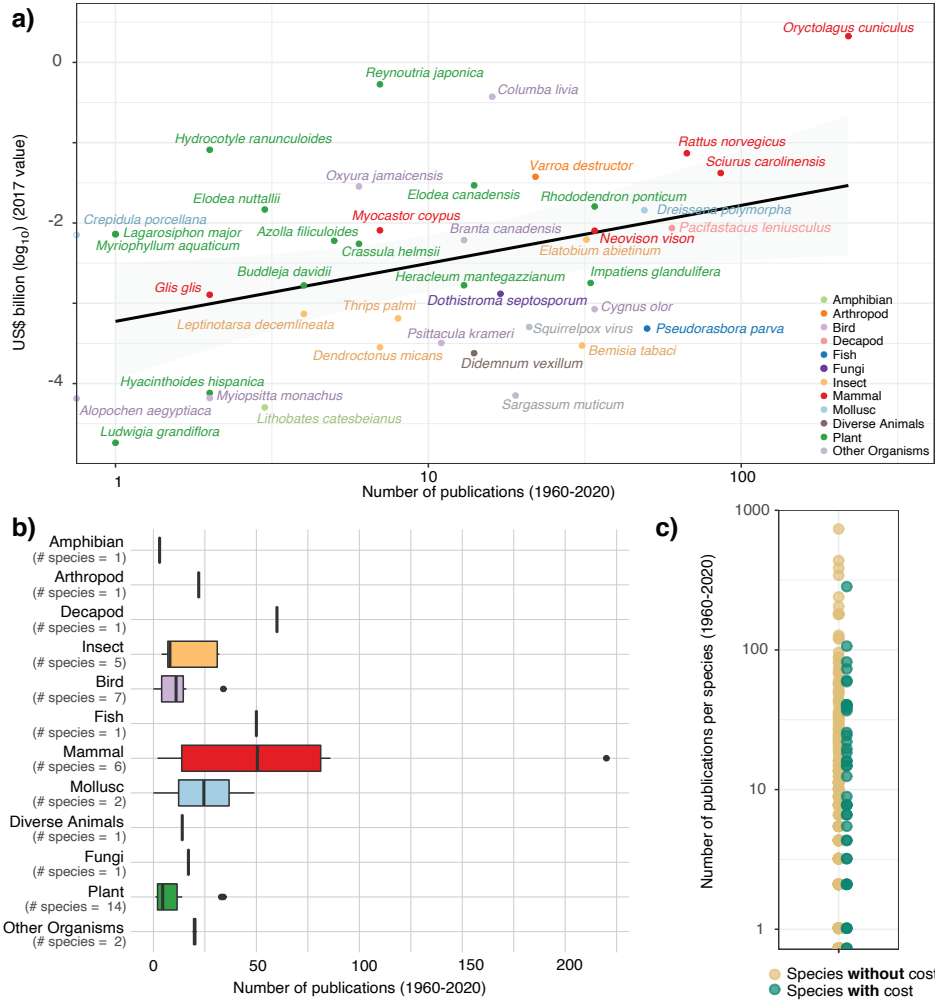 a)
Oryctolagus cuniculus
0
Reynoutria japonica
Columba livia
Hydrocotyle ranunculoides
Rattus norvegicus
Sciurus carolinensis
Varroa destructor
Oxyura jamaicensis
Elodea canadensis
Rhododendron ponticum
Elodea nuttallii
Dreissena polymorpha
Crepidula porcellana
Myocastor coypus
-2
Lagarosiphon major
Azolla filiculoides
Branta canadensis
Neovison vison
Pacifastacus leniusculus
Myriophyllum aquaticum
Crassula helmsii
Elatobium abietinum
Buddleja davidii
Heracleum mantegazzianum
Impatiens glandulifera
Glis glis
Dothistroma septosporum
Cygnus olor
Thrips palmi
Leptinotarsa decemlineata
Squirrelpox virus
Pseudorasbora parva
Psittacula krameri
Dendroctonus micans
Bemisia tabaci
Didemnum vexillum
-4
Hyacinthoides hispanica
Myiopsitta monachus
Sargassum muticum
Alopochen aegyptiaca
Lithobates catesbeianus
Ludwigia grandiflora
US$ billion (log10) (2017 value)
Amphibian
Arthropod
Bird
Decapod
Fish
Fungi
Insect
Mammal
Mollusc
Diverse Animals
Plant
Other Organisms
1
10
100
Number of publications (1960-2020)
b)
Amphibian
(# species = 1)
Arthropod
(# species = 1)
Decapod
(# species = 1)
Insect
(# species = 5)
Bird
(# species = 7)
Fish
(# species = 1)
Mammal
(# species = 6)
Mollusc
(# species = 2)
Diverse Animals
(# species = 1)
Fungi
(# species = 1)
Plant
(# species = 14)
Other Organisms
(# species = 2)
0
50
100
150
200
Number of publications (1960-2020)
c)
1000
100
10
1
Number of publications per species (1960-2020)
Species without cost
Species with cost